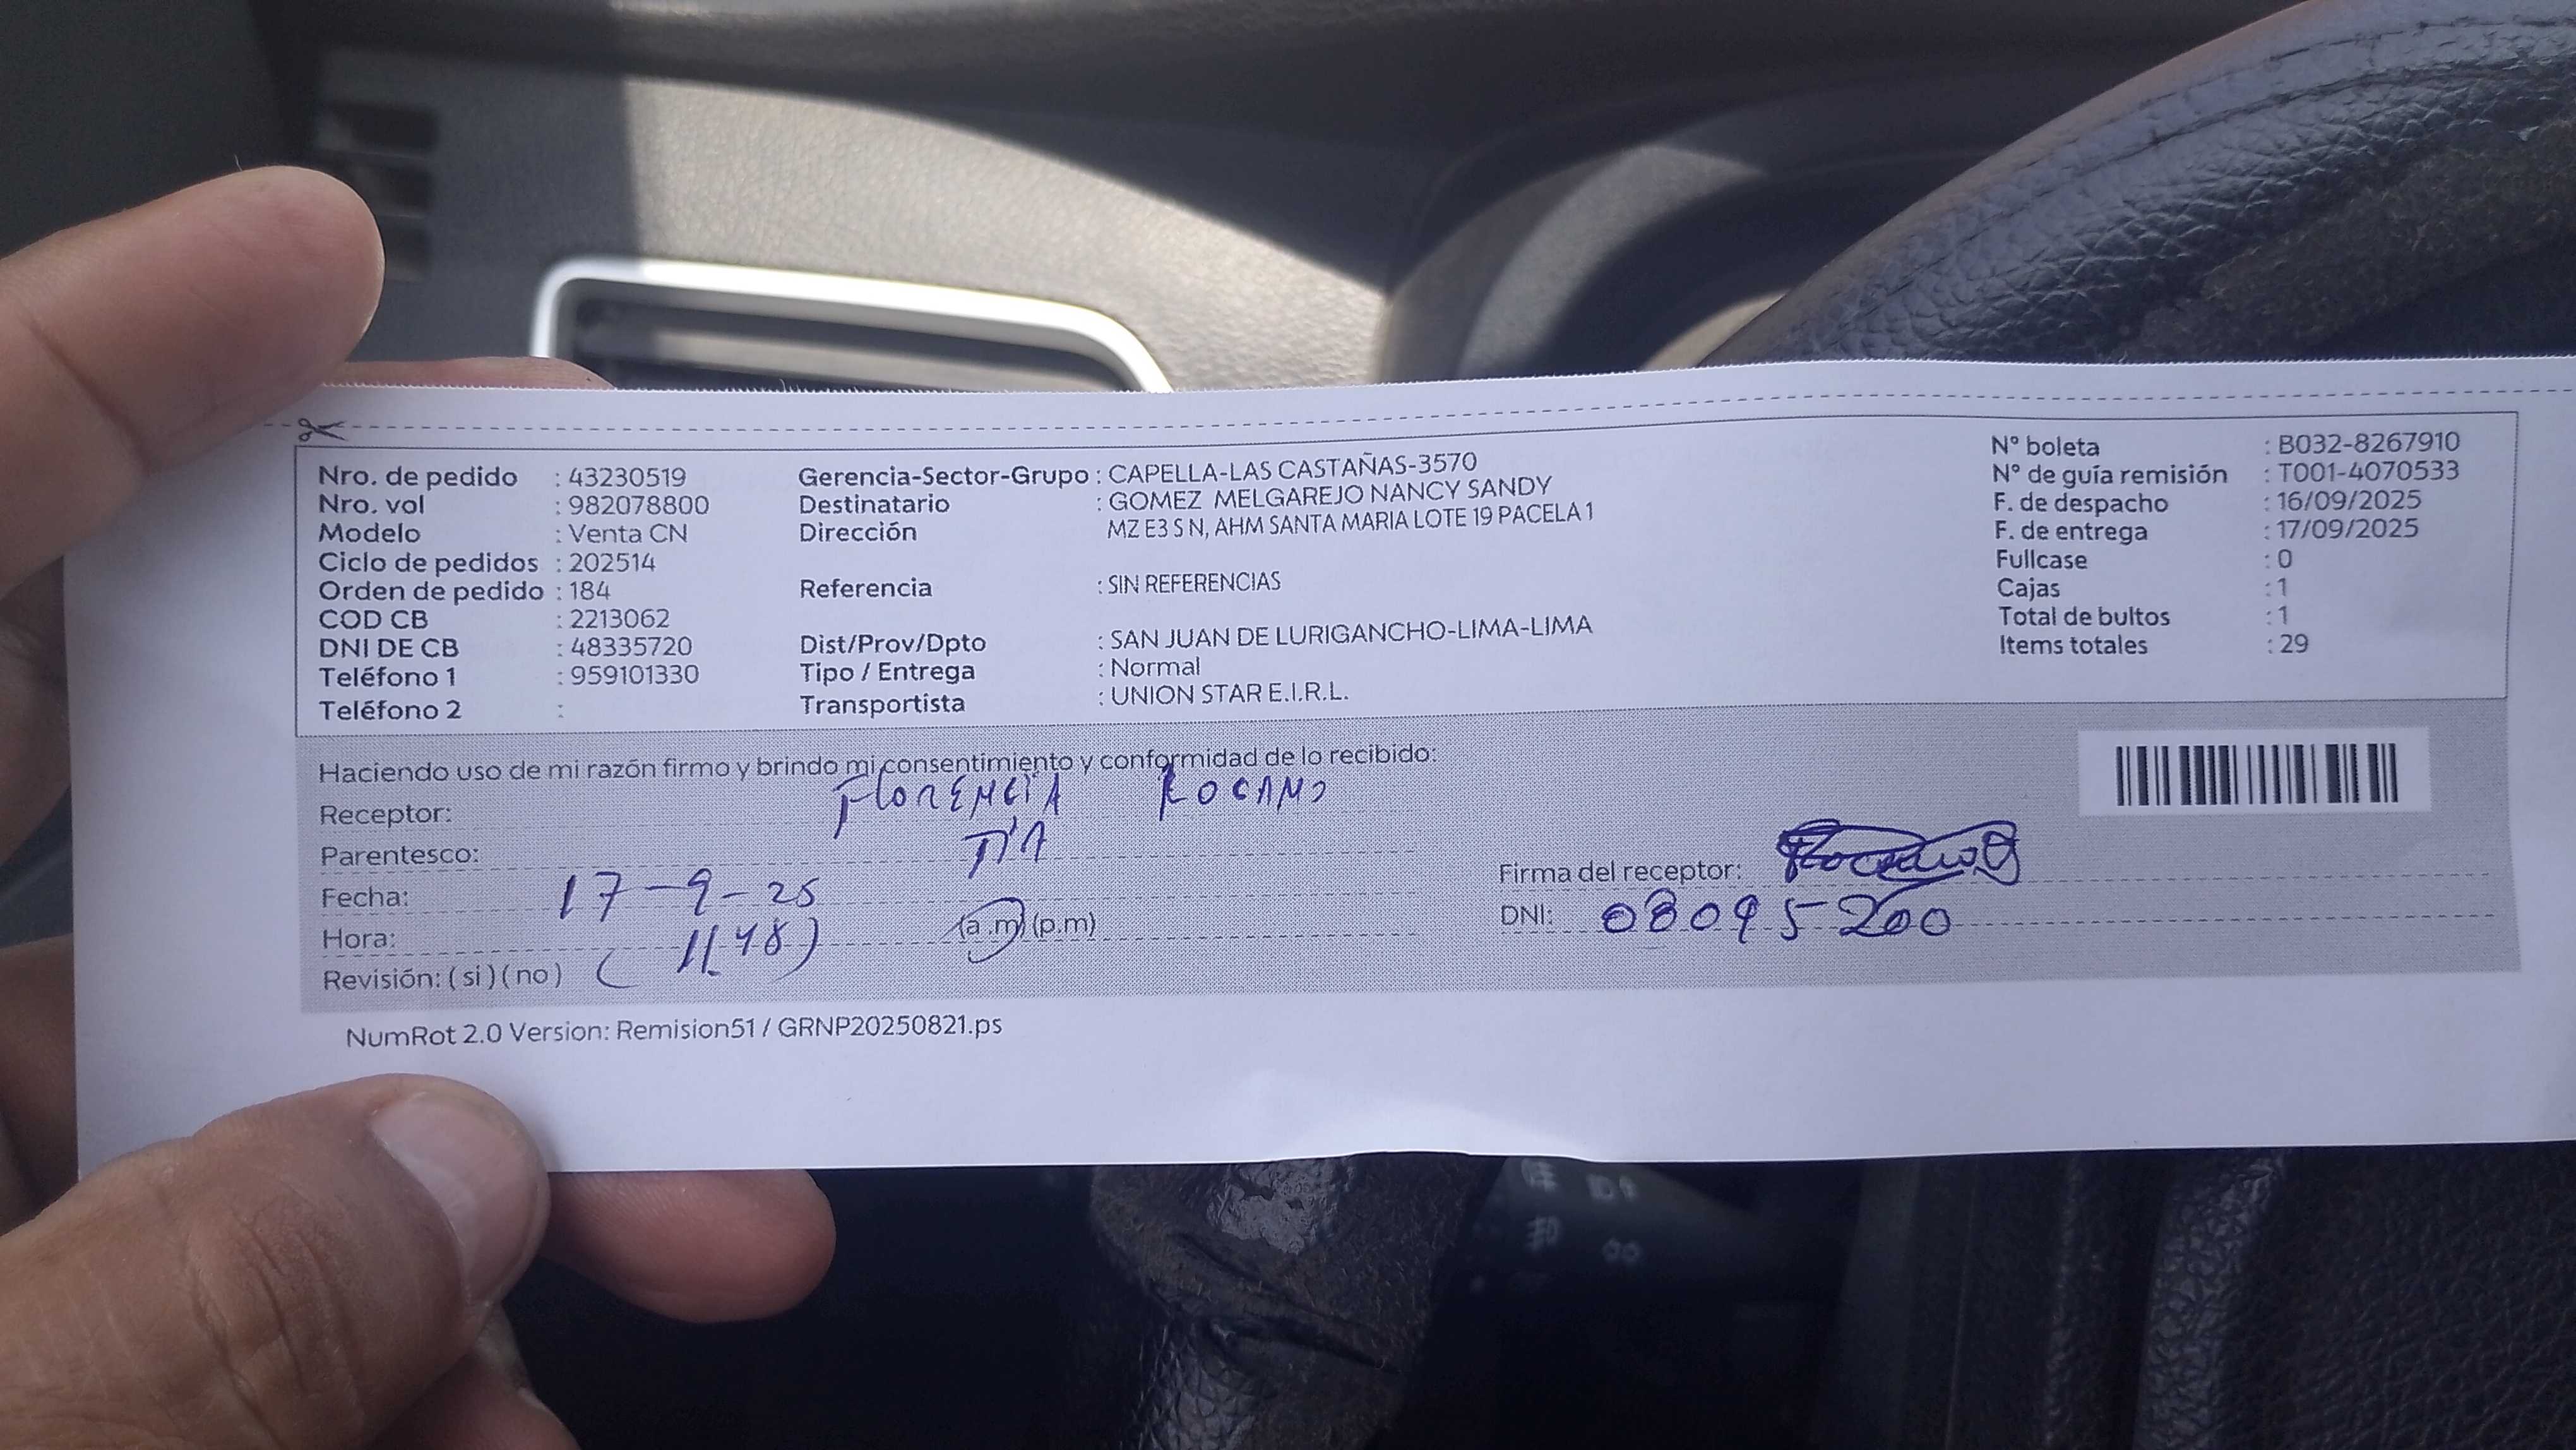 Nro. de pedido : 43230519
Nro. vol : 982078800
Modelo : Venta CN
Ciclo de pedidos : 202514
Orden de pedido : 184
COD CB : 2213062
DNI DE CB : 48335720
Teléfono 1 : 959101330
Teléfono 2 :
Gerencia-Sector-Grupo : CAPELLA-LAS CASTAÑAS-3570
Destinatario : GOMEZ MELGAREJO NANCY SANDY
Dirección MZ E3 S N, AHM SANTA MARIA LOTE 19 PACELA 1
Referencia : SIN REFERENCIAS
Dist/Prov/Dpto : SAN JUAN DE LURIGANCHO-LIMA-LIMA
Tipo / Entrega : Normal
Transportista : UNION STAR E.I.R.L.
N° boleta : B032-8267910
N° de guía remisión : T001-4070533
F. de despacho : 16/09/2025
F. de entrega : 17/09/2025
Fullcase : 0
Cajas : 1
Total de bultos : 1
Items totales : 29
Haciendo uso de mi razón firmo y brindo mi consentimiento y conformidad de lo recibido:
Receptor: FlORENCIA ROCANO
Parentesco: TÍA
Fecha: 17-9-25
Hora: (a.m) (p.m)
Revisión: ( si ) ( no ) ( 11:48 )
Firma del receptor:
DNI: 08095200
NumRot 2.0 Version: Remision51 / GRNP20250821.ps